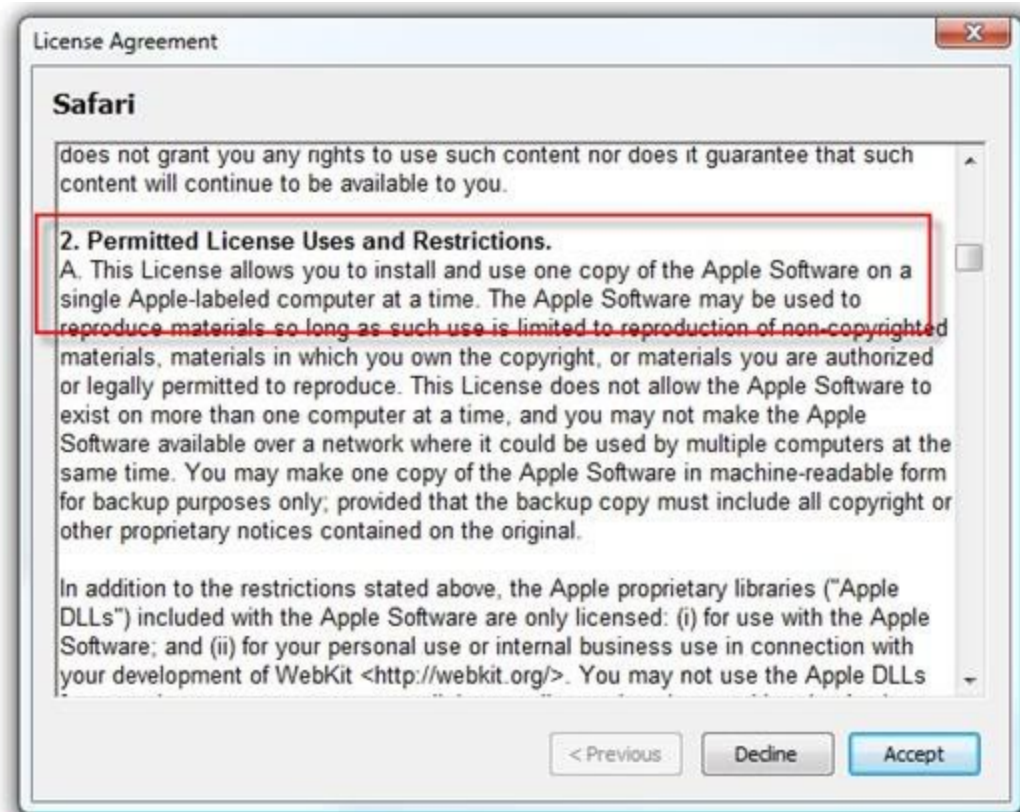 License Agreement
Safari
does not grant you any rights to use such content nor does it guarantee that such
content will continue to be available to you.
2. Permitted License Uses and Restrictions.
A. This License allows you to install and use one copy of the Apple Software on a
single Apple-labeled computer at a time. The Apple Software may be used to
reproduce materials so long as such use is limited to reproduction of non-copyrighted
materials, materials in which you own the copyright, or materials you are authorized
or legally permitted to reproduce. This License does not allow the Apple Software to
exist on more than one computer at a time, and you may not make the Apple
Software available over a network where it could be used by multiple computers at the
same time. You may make one copy of the Apple Software in machine-readable form
for backup purposes only; provided that the backup copy must include all copyright or
other proprietary notices contained on the original.
In addition to the restrictions stated above, the Apple proprietary libraries ("Apple
DLLs") included with the Apple Software are only licensed: (i) for use with the Apple
Software; and (ii) for your personal use or internal business use in connection with
your development of WebKit <http://webkit.org/>. You may not use the Apple DLLs
< Previous
Decline
Accept